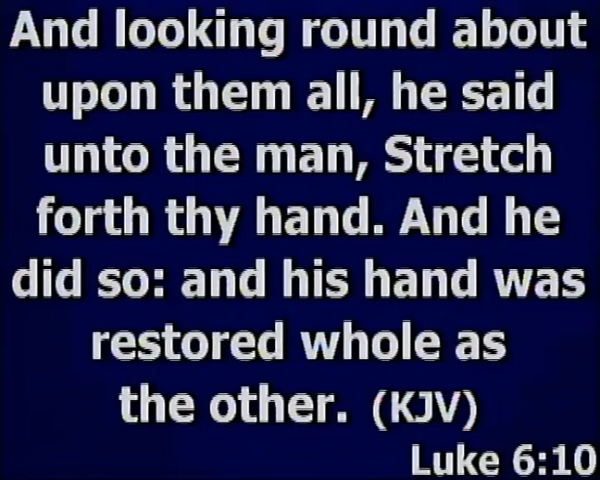 And looking round about
upon them all, he said
unto the man, Stretch
forth thy hand. And he
did so: and his hand was
restored whole as
the other. (KJV)
Luke 6:10